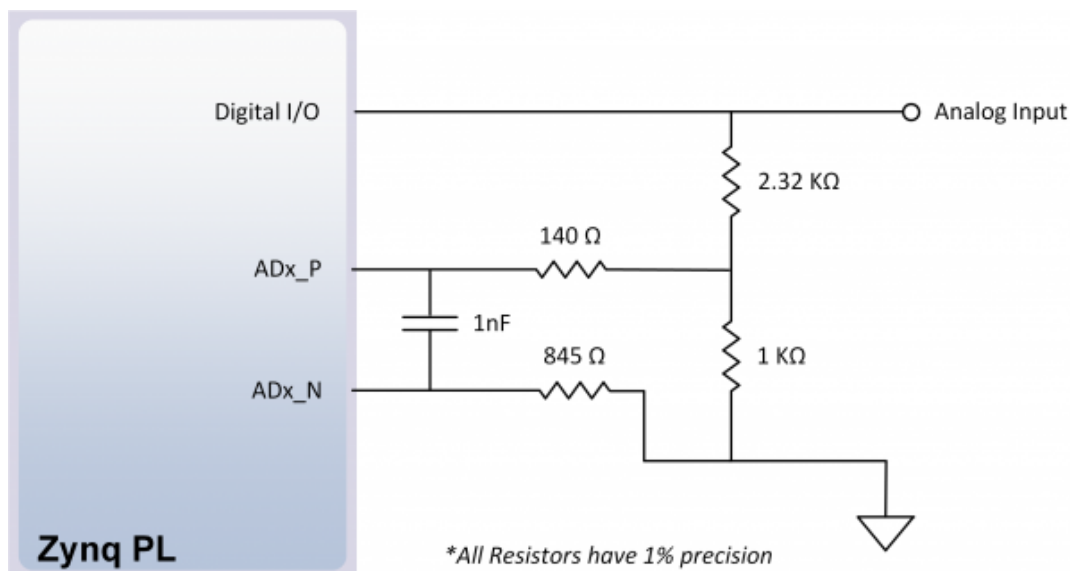 Digital I/O
Analog Input
2.32 KΩ
140 Ω
ADx_P
1nF
845 Ω
1 KΩ
ADx_N
Zynq PL
*All Resistors have 1% precision